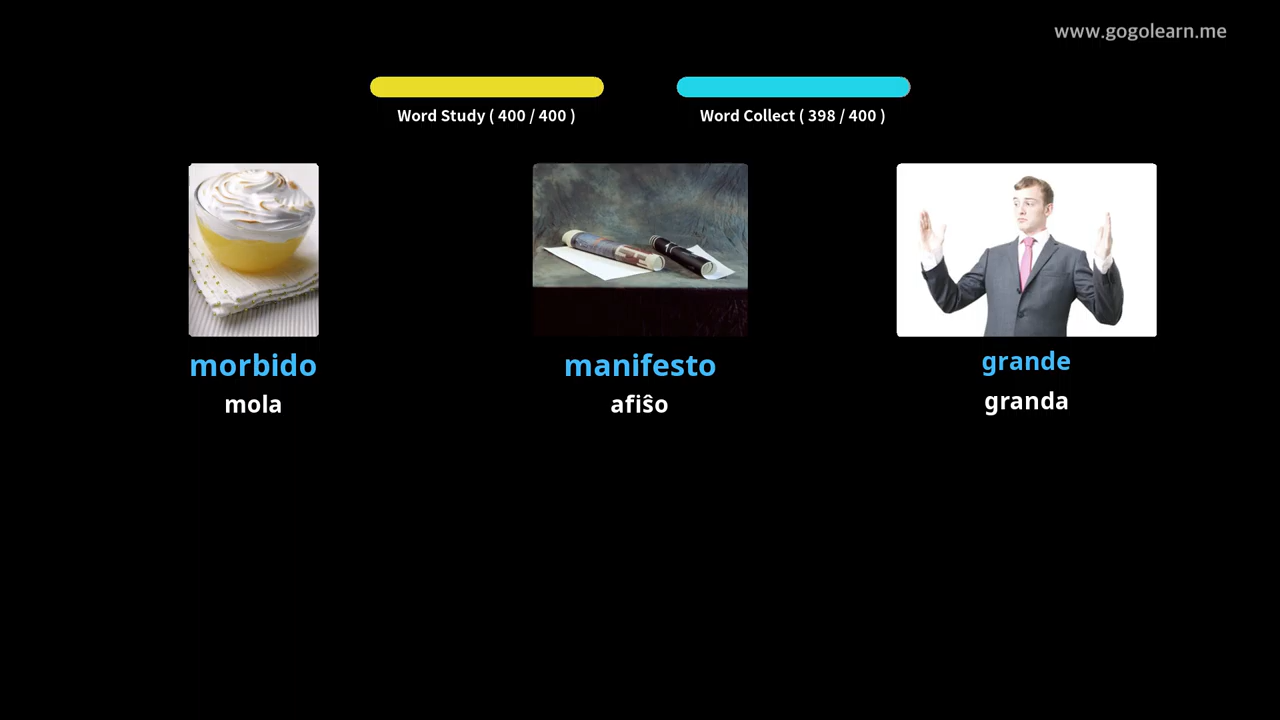 www.gogolearn.me
Word Study ( 400 / 400 )
Word Collect ( 398 / 400 )
morbido
mola
manifesto
afiŝo
grande
granda